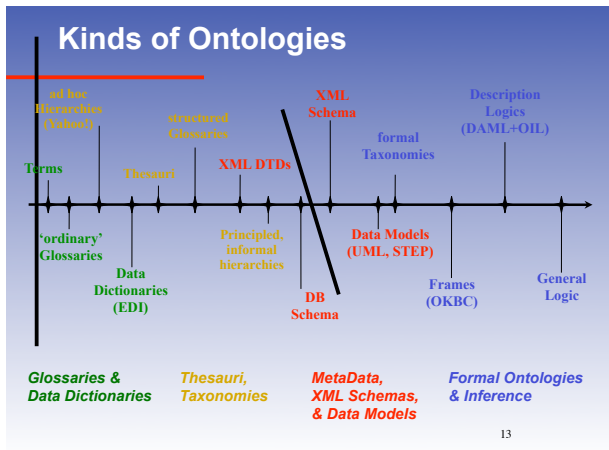 Kinds of Ontologies
ad hoc
Hierarchies
(Yahoo!)
structured
Glossaries
XML
Schema
Description
Logics
(DAML+OIL)
formal
Taxonomies
Terms
Thesauri
XML DTDs
‘ordinary’
Glossaries
Data
Dictionaries
(EDI)
Principled,
informal
hierarchies
DB
Schema
Data Models
(UML, STEP)
Frames
(OKBC)
General
Logic
Glossaries &
Data Dictionaries
Thesauri,
Taxonomies
MetaData,
XML Schemas,
& Data Models
Formal Ontologies
& Inference
13